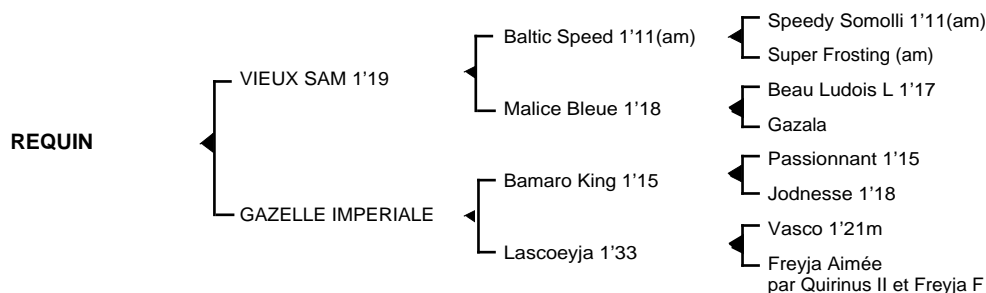 Speedy Somolli 1'11(am)
Baltic Speed 1'11(am)
Super Frosting (am)
VIEUX SAM 1'19
Beau Ludois L 1'17
Malice Bleue 1'18
Gazala
REQUIN
Passionnant 1'15
Bamaro King 1'15
Jodnesse 1'18
GAZELLE IMPERIALE
Vasco 1'21m
Lascoeyja 1'33
Freyja Aimée
par Quirinus II et Freyja F